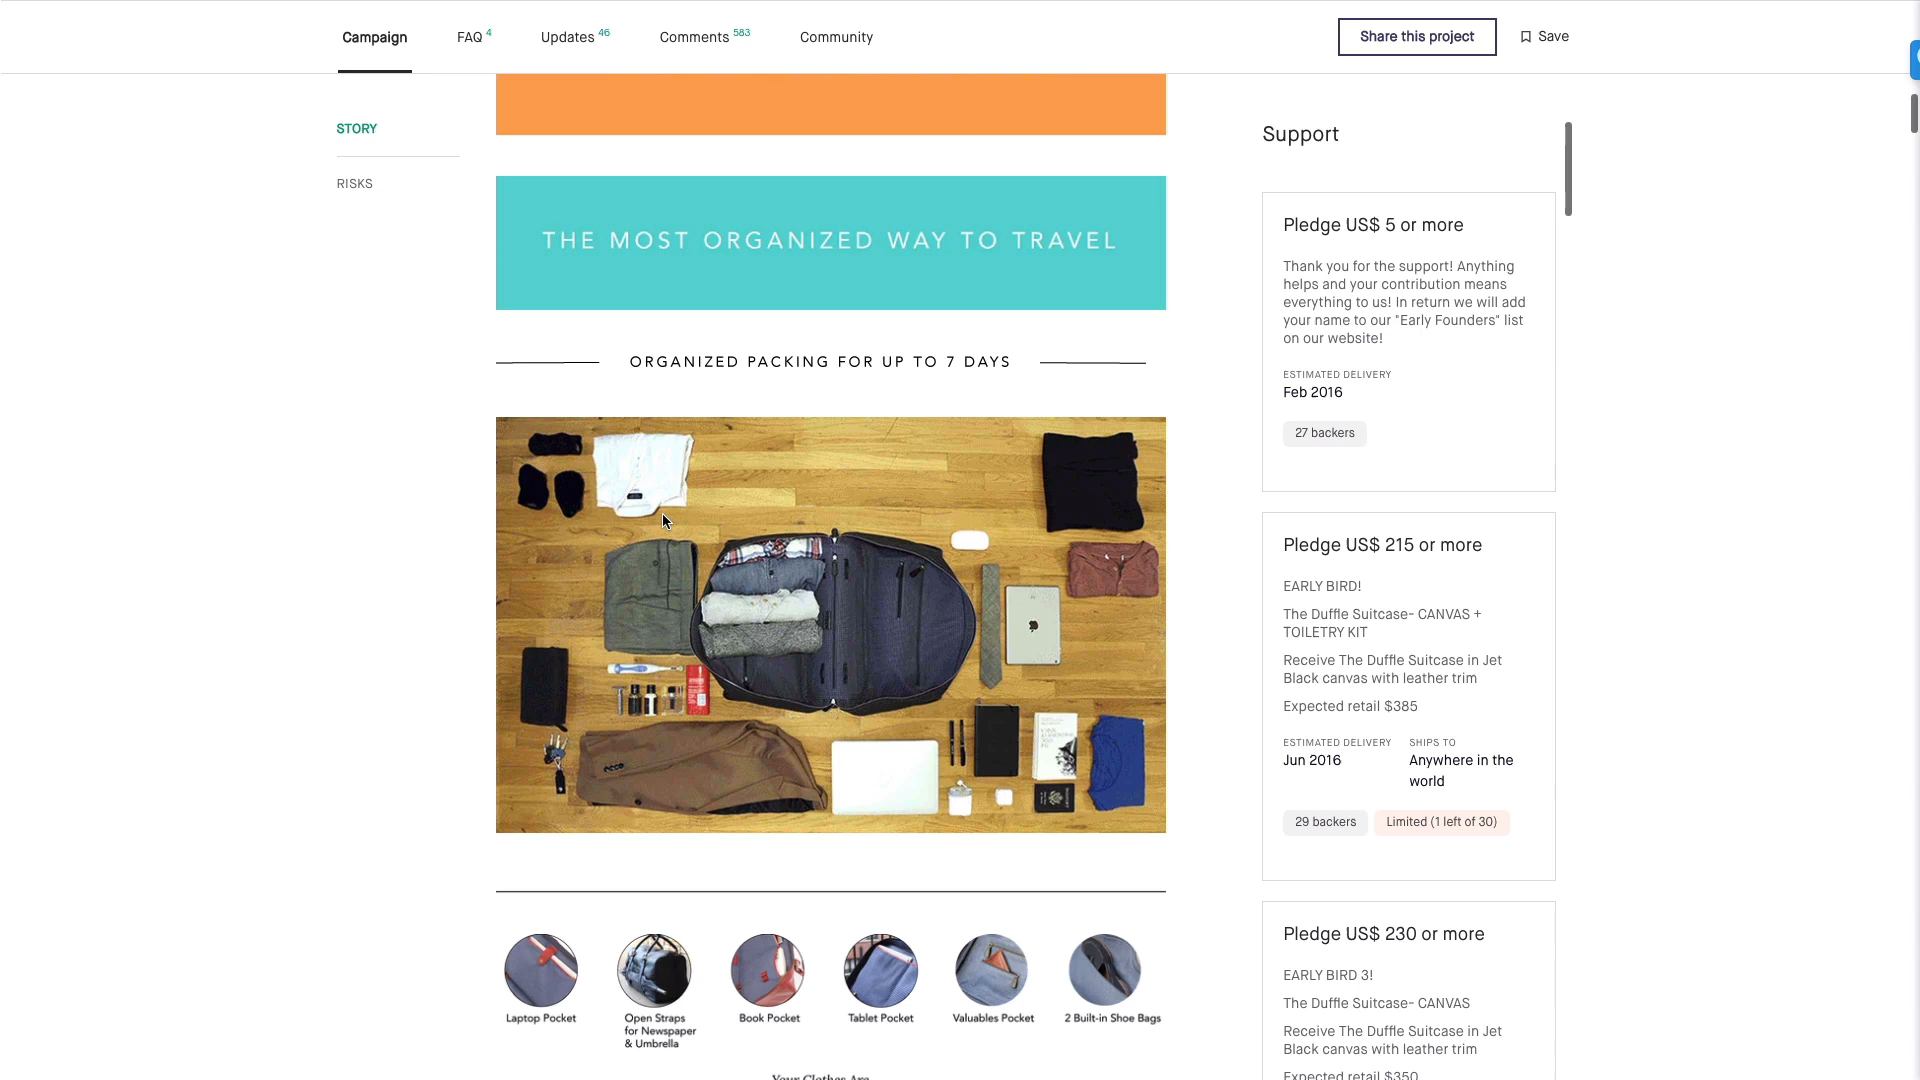 Campaign
FAQ 4
Updates 46
Comments 583
Community
Share this project
Save
STORY
RISKS
THE MOST ORGANIZED WAY TO TRAVEL
ORGANIZED PACKING FOR UP TO 7 DAYS
Laptop Pocket
Open Straps
for Newspaper
& Umbrella
Book Pocket
Tablet Pocket
Valuables Pocket
2 Built-in Shoe Bags
Your Clothes Are
Support
Pledge US$ 5 or more
Thank you for the support! Anything
helps and your contribution means
everything to us! In return we will add
your name to our "Early Founders" list
on our website!
ESTIMATED DELIVERY
Feb 2016
27 backers
Pledge US$ 215 or more
EARLY BIRD!
The Duffle Suitcase- CANVAS +
TOILETRY KIT
Receive The Duffle Suitcase in Jet
Black canvas with leather trim
Expected retail $385
ESTIMATED DELIVERY
Jun 2016
SHIPS TO
Anywhere in the
world
29 backers
Limited (1 left of 30)
Pledge US$ 230 or more
EARLY BIRD 3!
The Duffle Suitcase- CANVAS
Receive The Duffle Suitcase in Jet
Black canvas with leather trim
Expected retail $350